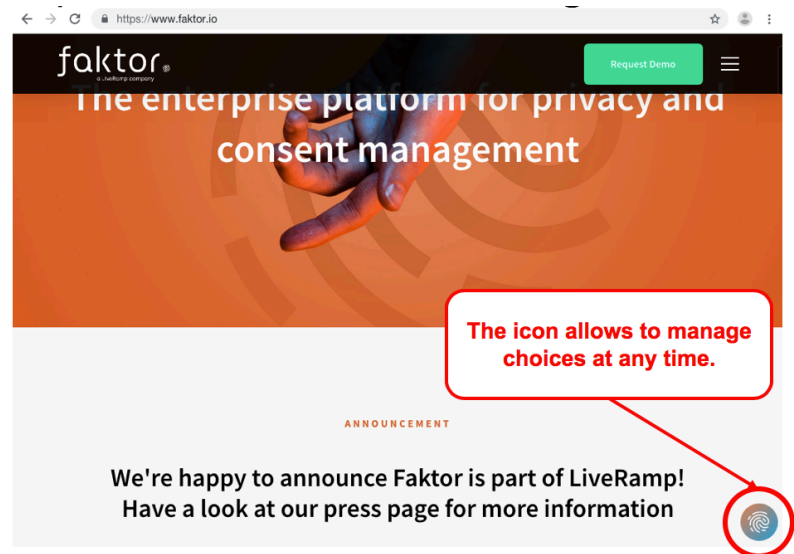 https://www.faktor.io
faktor.
a LiveRamp company
Request Demo
The enterprise platform for privacy and
consent management
The icon allows to manage
choices at any time.
ANNOUNCEMENT
We're happy to announce Faktor is part of LiveRamp!
Have a look at our press page for more information